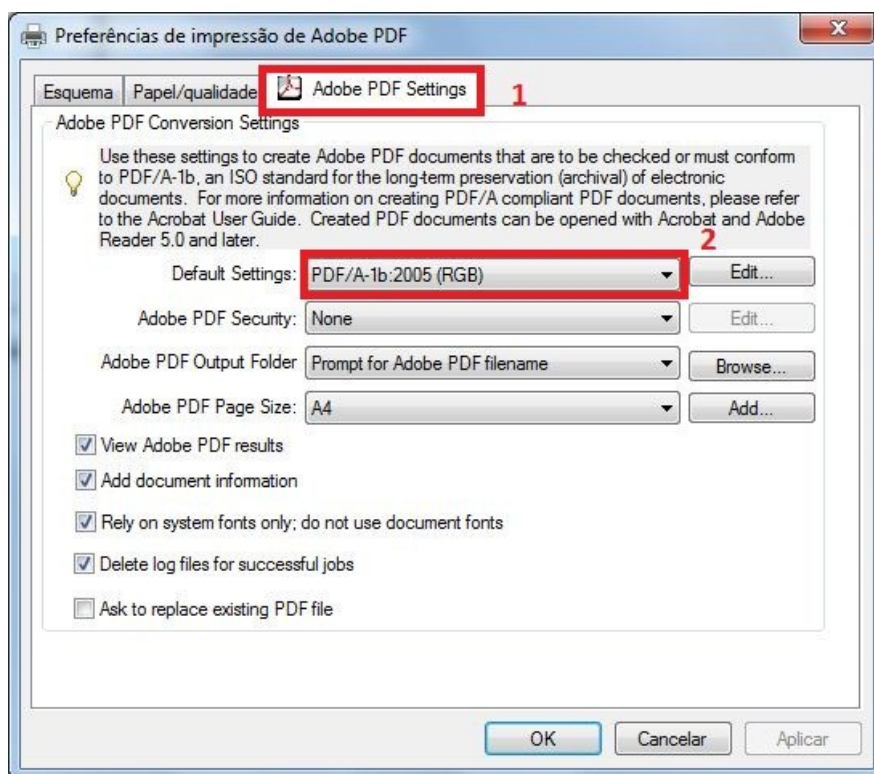 Preferências de impressão de Adobe PDF
Esquema
Papel/qualidade
Adobe PDF Settings
1
Adobe PDF Conversion Settings
Use these settings to create Adobe PDF documents that are to be checked or must conform
to PDF/A-1b, an ISO standard for the long-term preservation (archival) of electronic
documents. For more information on creating PDF/A compliant PDF documents, please refer
to the Acrobat User Guide. Created PDF documents can be opened with Acrobat and Adobe
Reader 5.0 and later.
2
Default Settings: PDF/A-1b:2005 (RGB) Edit...
Adobe PDF Security: None Edit...
Adobe PDF Output Folder Prompt for Adobe PDF filename Browse...
Adobe PDF Page Size: A4 Add...
View Adobe PDF results
Add document information
Rely on system fonts only; do not use document fonts
Delete log files for successful jobs
Ask to replace existing PDF file
OK Cancelar Aplicar